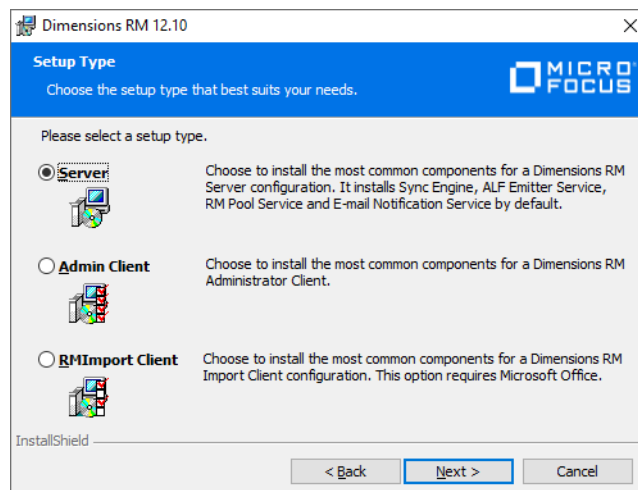 Dimensions RM 12.10
Setup Type
Choose the setup type that best suits your needs.
MICRO
FOCUS
Please select a setup type.
Server
Choose to install the most common components for a Dimensions RM
Server configuration. It installs Sync Engine, ALF Emitter Service,
RM Pool Service and E-mail Notification Service by default.
Admin Client
Choose to install the most common components for a Dimensions RM
Administrator Client.
RMImport Client
Choose to install the most common components for a Dimensions RM
Import Client configuration. This option requires Microsoft Office.
InstallShield
< Back
Next >
Cancel